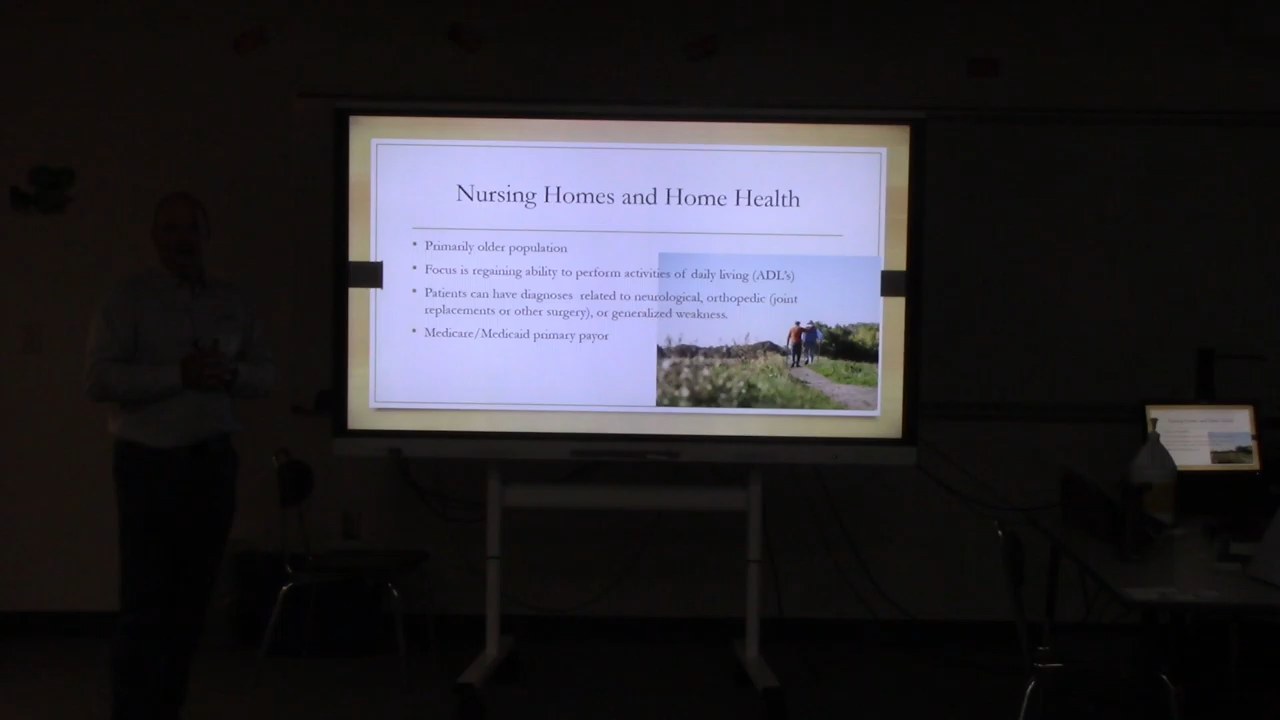 Nursing Homes and Home Health
• Primarily older population
• Focus is regaining ability to perform activities of daily living (ADL's)
• Patients can have diagnoses related to neurological, orthopedic (joint
replacements or other surgery), or generalized weakness.
• Medicare/Medicaid primary payor